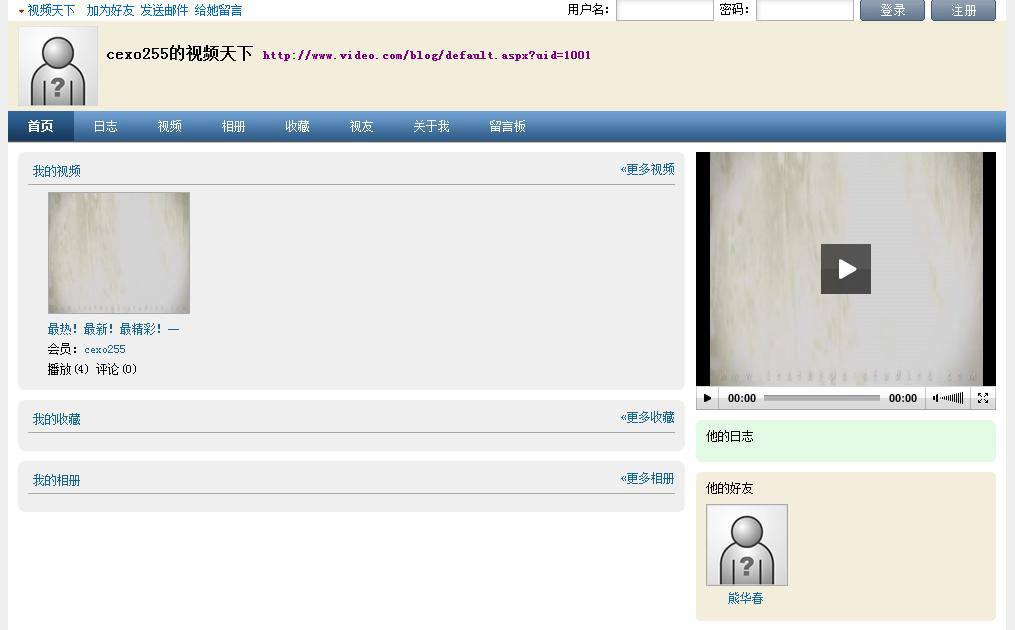 视频天下 加为好友 发送邮件 给她留言 用户名: 密码: 登录 注册
cexo255的视频天下 http://www.video.com/blog/default.aspx?uid=1001
首页 日志 视频 相册 收藏 视友 关于我 留言板
我的视频 «更多视频
最热！最新！最精彩！—
会员：cexo255
播放(4) 评论(0)
我的收藏 «更多收藏
我的相册 «更多相册
00:00 00:00
他的日志
他的好友
熊华春